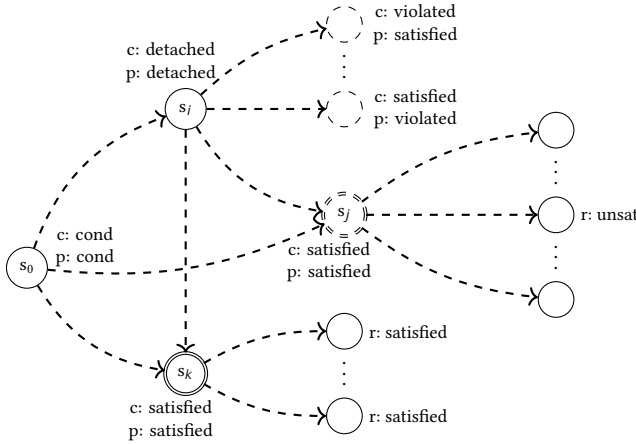 c: violated
p: satisfied
c: detached
p: detached
s_i
c: satisfied
p: violated
s_j
r: unsat
c: cond
p: cond
c: satisfied
p: satisfied
s_0
r: satisfied
s_k
c: satisfied
p: satisfied
r: satisfied